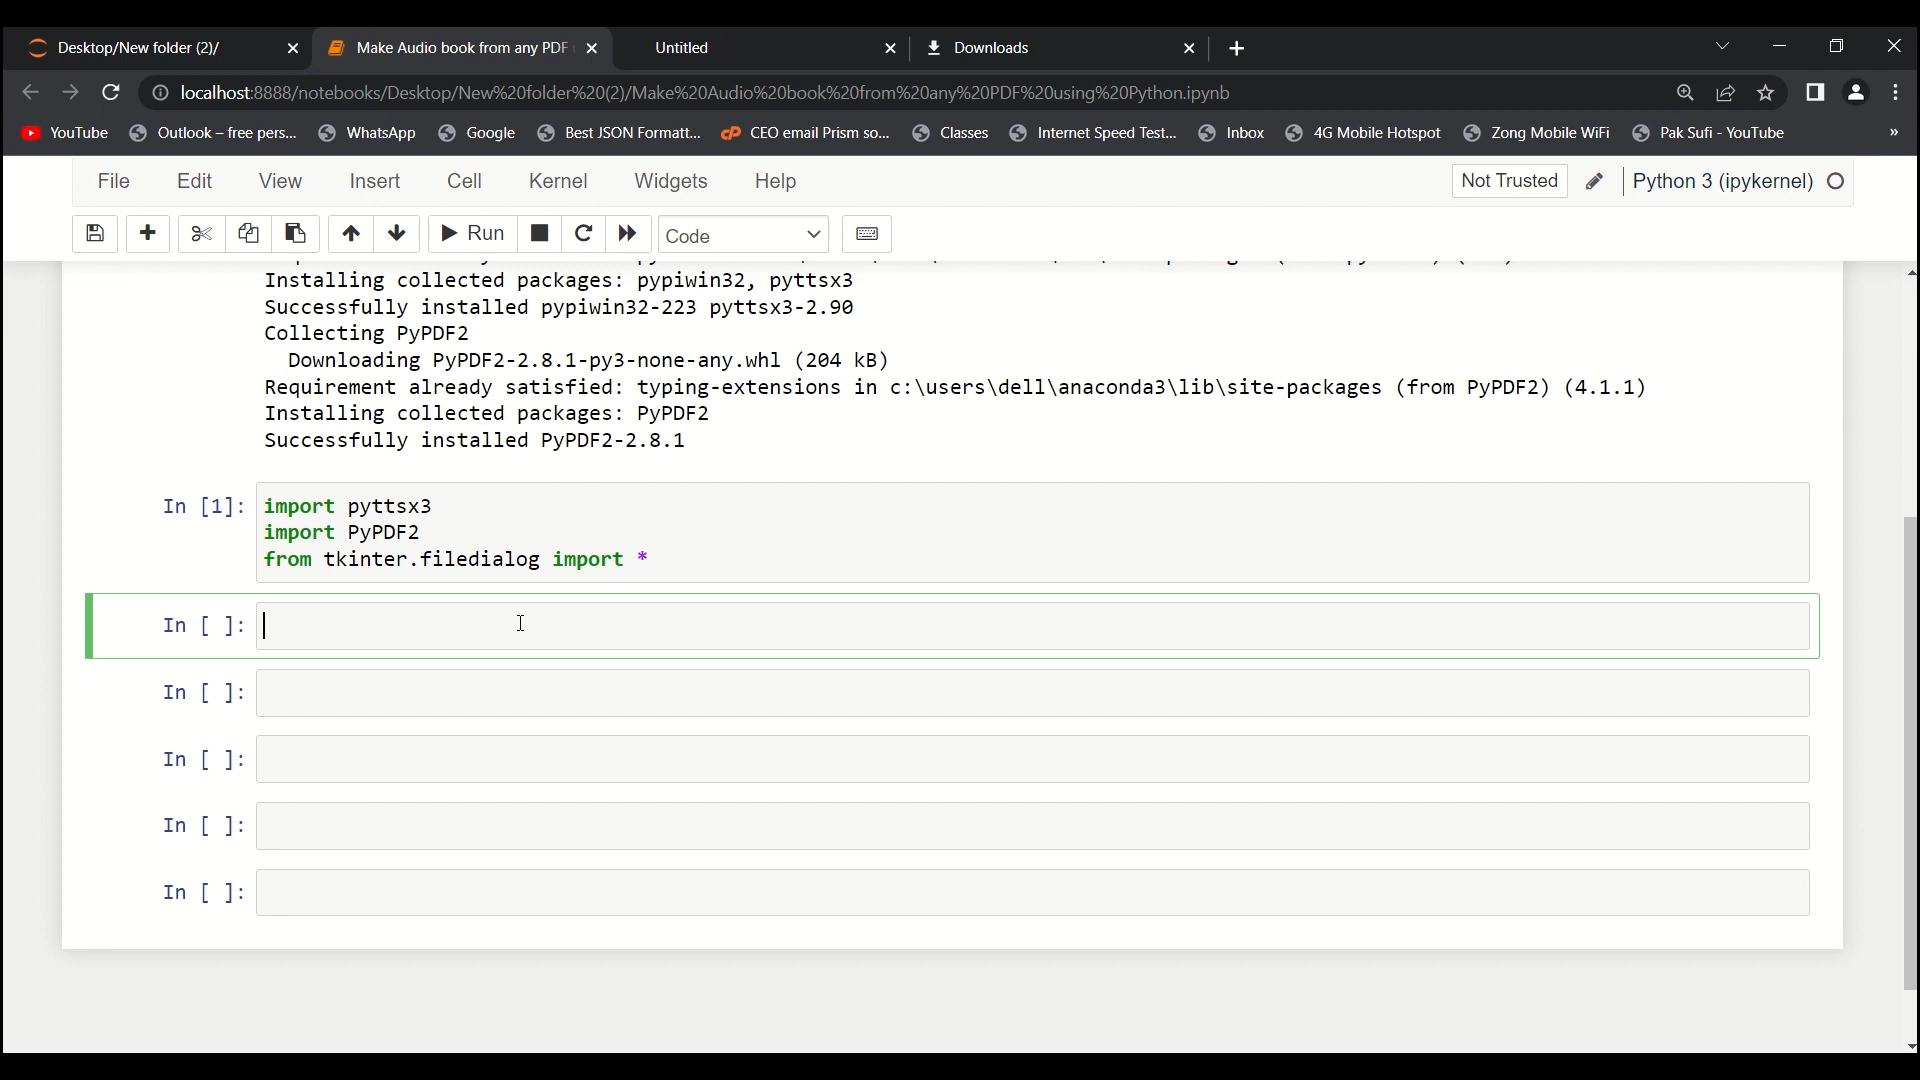 Desktop/New folder (2)/
Make Audio book from any PDF
Untitled
Downloads
localhost:8888/notebooks/Desktop/New%20folder%20(2)/Make%20Audio%20book%20from%20any%20PDF%20using%20Python.ipynb
YouTube
Outlook – free pers...
WhatsApp
Google
Best JSON Formatt...
CEO email Prism so...
Classes
Internet Speed Test...
Inbox
4G Mobile Hotspot
Zong Mobile WiFi
Pak Sufi - YouTube
»
File Edit View Insert Cell Kernel Widgets Help
Not Trusted
Python 3 (ipykernel)
Run
Code
Installing collected packages: pypiwin32, pyttsx3
Successfully installed pypiwin32-223 pyttsx3-2.90
Collecting PyPDF2
Downloading PyPDF2-2.8.1-py3-none-any.whl (204 kB)
Requirement already satisfied: typing-extensions in c:\users\dell\anaconda3\lib\site-packages (from PyPDF2) (4.1.1)
Installing collected packages: PyPDF2
Successfully installed PyPDF2-2.8.1
In [1]: import pyttsx3
import PyPDF2
from tkinter.filedialog import *
In [ ]:
In [ ]:
In [ ]:
In [ ]:
In [ ]: